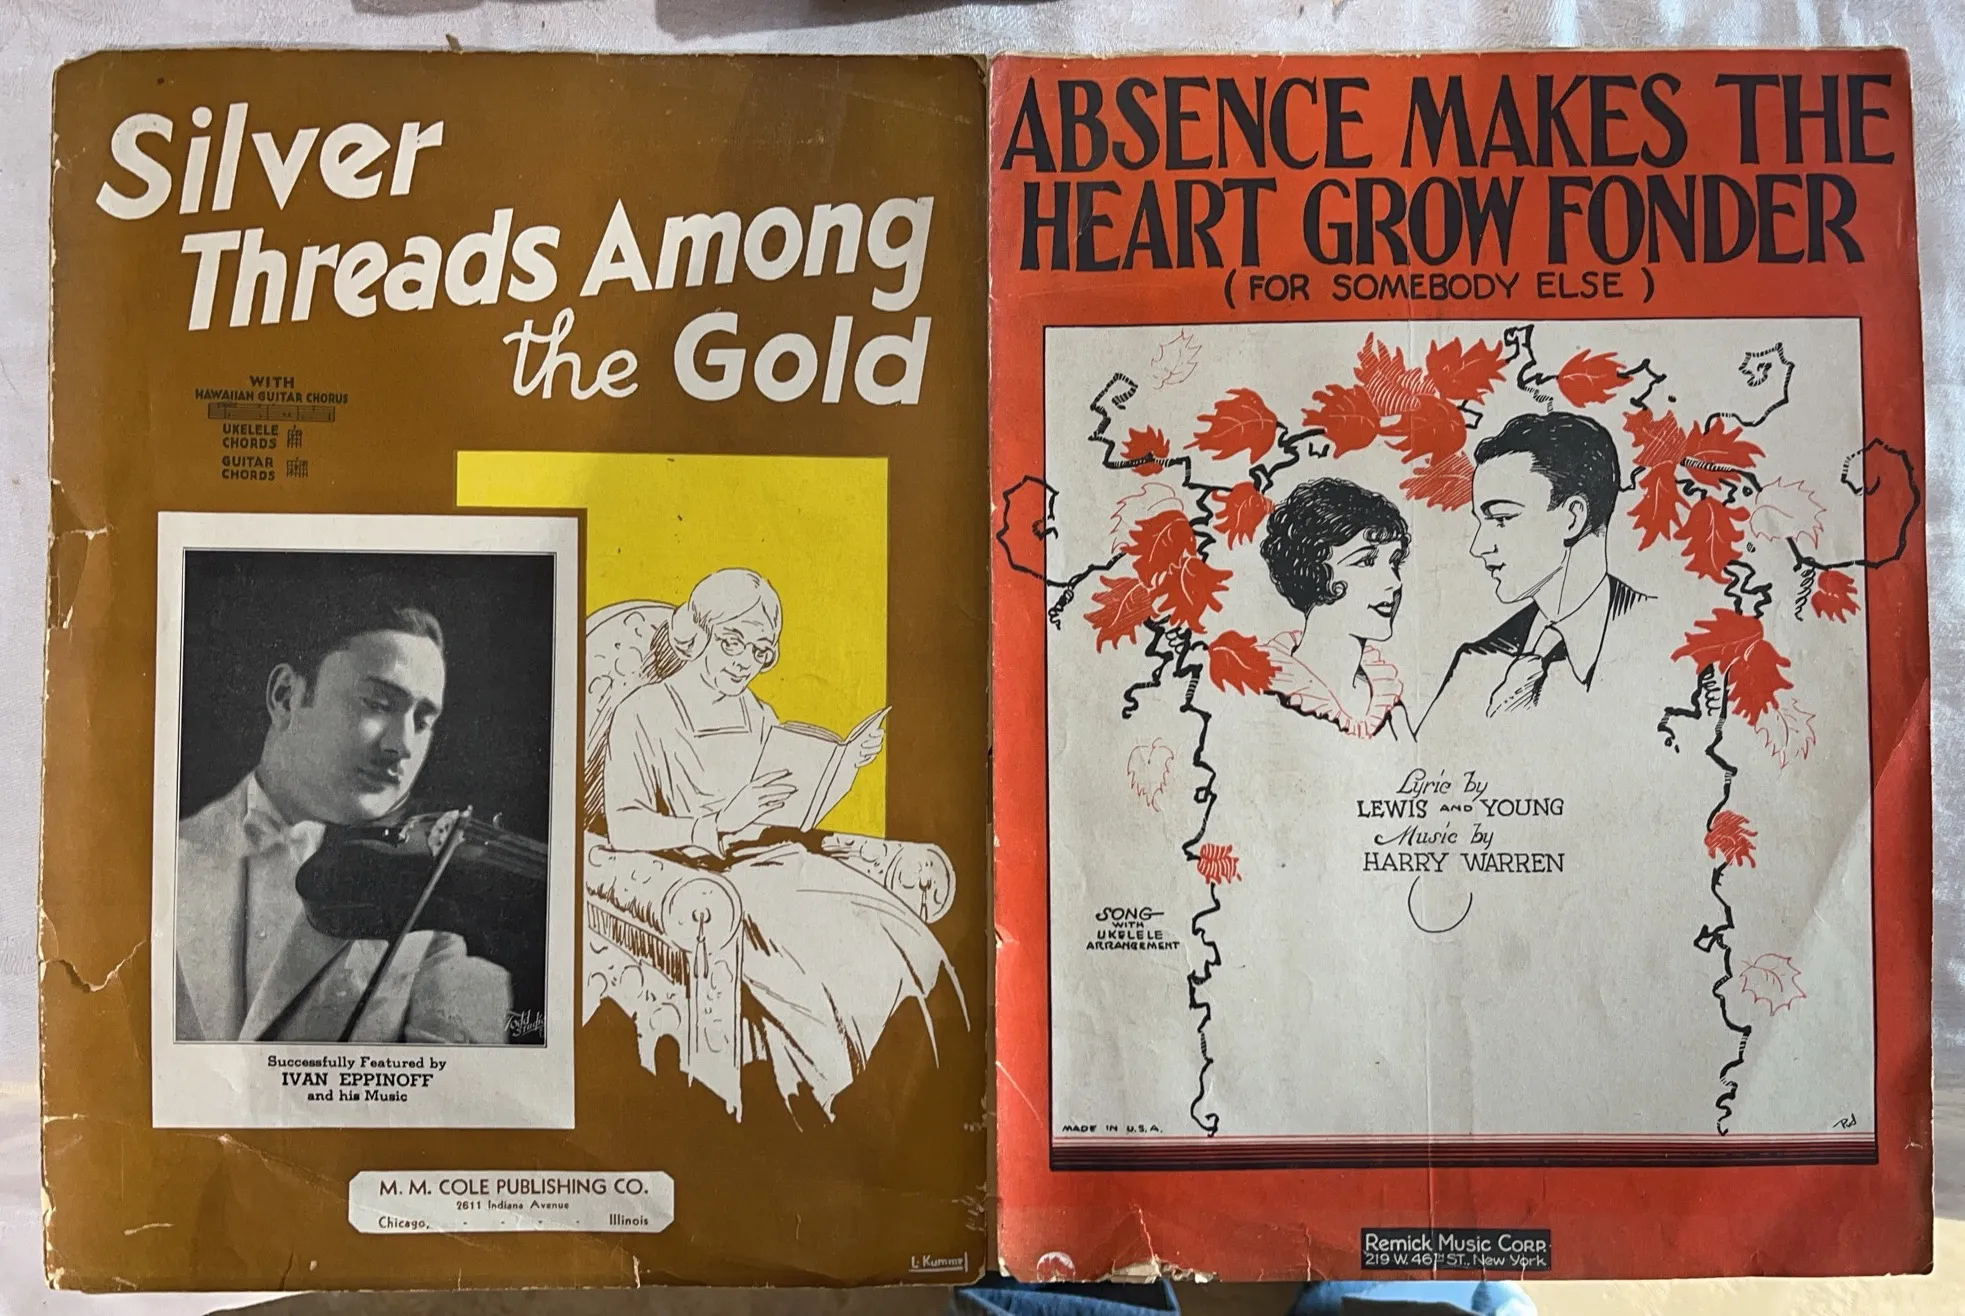 Silver
Threads Among
the Gold
WITH
HAWAIIAN GUITAR CHORUS
UKELELE
CHORDS
GUITAR
CHORDS
Todd
Studio
Successfully Featured by
IVAN EPPINOFF
and his Music
M. M. COLE PUBLISHING CO.
2611 Indiana Avenue
Chicago, - - - - Illinois
L. Kummel
ABSENCE MAKES THE
HEART GROW FONDER
(FOR SOMEBODY ELSE)
Lyric by
LEWIS AND YOUNG
Music by
HARRY WARREN
SONG
WITH
UKELELE
ARRANGEMENT
MADE IN U.S.A.
Remick Music Corp.
219 W. 46TH ST., New York